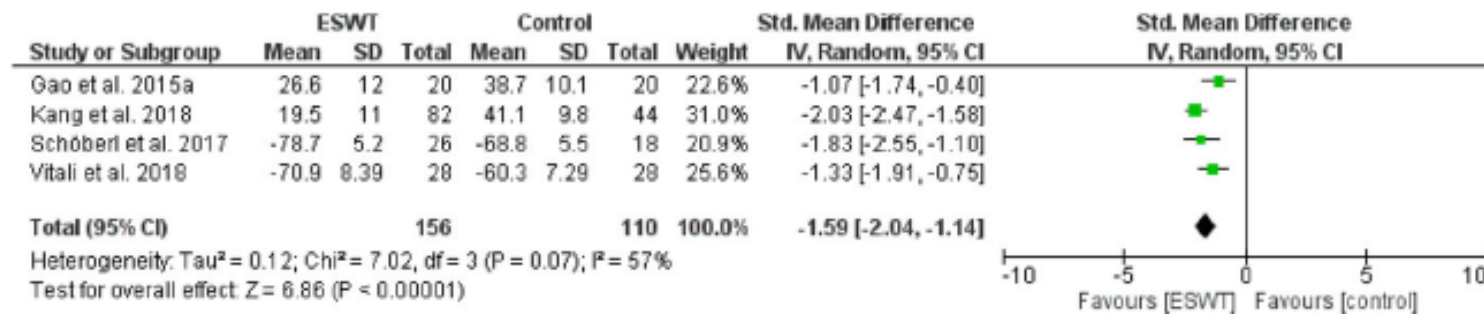 ESWT Control Std. Mean Difference Std. Mean Difference
Study or Subgroup Mean SD Total Mean SD Total Weight IV, Random, 95% CI IV, Random, 95% CI
Gao et al. 2015a 26.6 12 20 38.7 10.1 20 22.6% -1.07 [-1.74, -0.40]
Kang et al. 2018 19.5 11 82 41.1 9.8 44 31.0% -2.03 [-2.47, -1.58]
Schöberl et al. 2017 -78.7 5.2 26 -68.8 5.5 18 20.9% -1.83 [-2.55, -1.10]
Vitali et al. 2018 -70.9 8.39 28 -60.3 7.29 28 25.6% -1.33 [-1.91, -0.75]
Total (95% CI) 156 110 100.0% -1.59 [-2.04, -1.14]
Heterogeneity: Tau² = 0.12; Chi² = 7.02, df = 3 (P = 0.07); I² = 57%
Test for overall effect: Z = 6.86 (P < 0.00001)
-10 -5 0 5 10
Favours [ESWT] Favours [control]